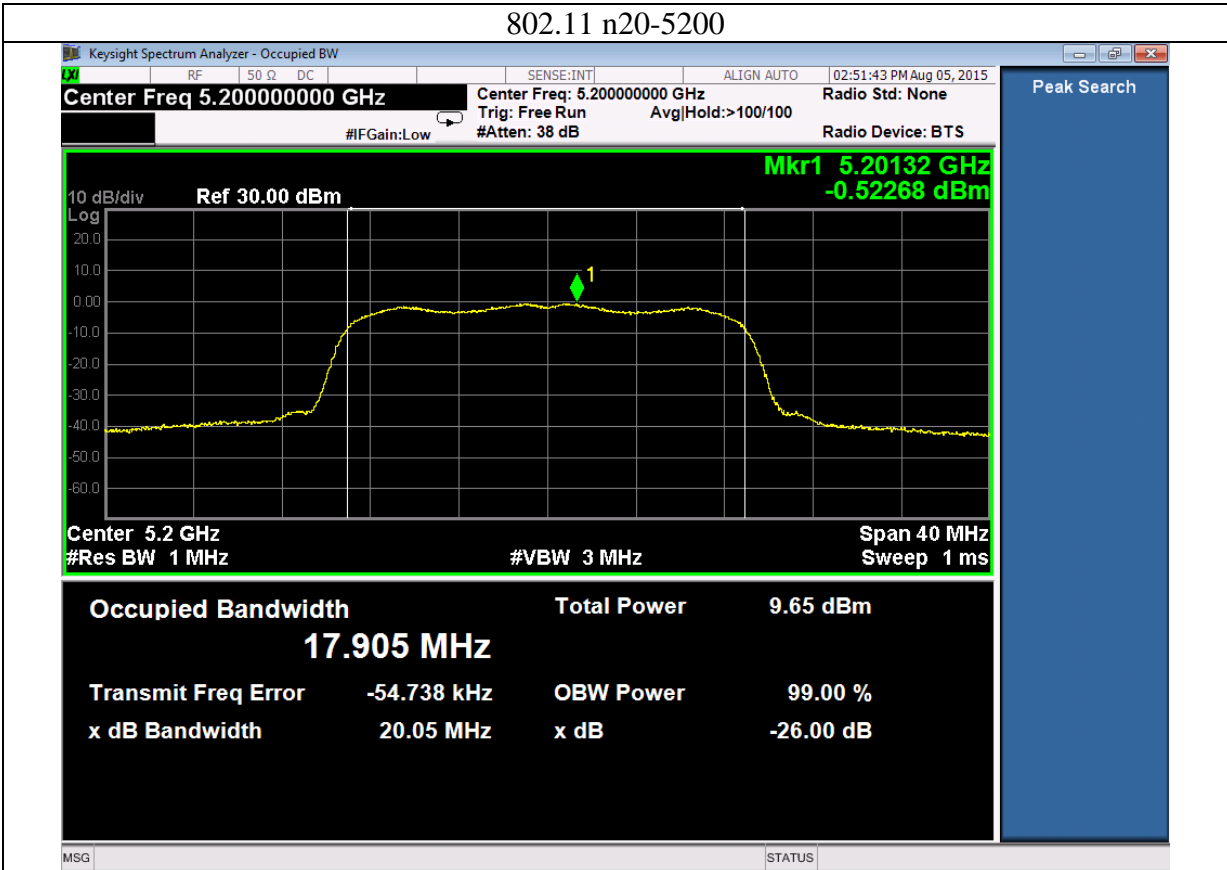 802.11 n20-5200
Keysight Spectrum Analyzer - Occupied BW
LXI RF 50 Ω DC SENSE:INT ALIGN AUTO 02:51:43 PM Aug 05, 2015
Center Freq 5.200000000 GHz Center Freq: 5.200000000 GHz Radio Std: None
Trig: Free Run Avg|Hold:>100/100
#IFGain:Low #Atten: 38 dB Radio Device: BTS
Peak Search
Mkr1 5.20132 GHz
10 dB/div Ref 30.00 dBm -0.52268 dBm
Log
20.0
10.0
1
0.00
-10.0
-20.0
-30.0
-40.0
-50.0
-60.0
Center 5.2 GHz Span 40 MHz
#Res BW 1 MHz #VBW 3 MHz Sweep 1 ms
Occupied Bandwidth Total Power 9.65 dBm
17.905 MHz
Transmit Freq Error -54.738 kHz OBW Power 99.00 %
x dB Bandwidth 20.05 MHz x dB -26.00 dB
MSG STATUS